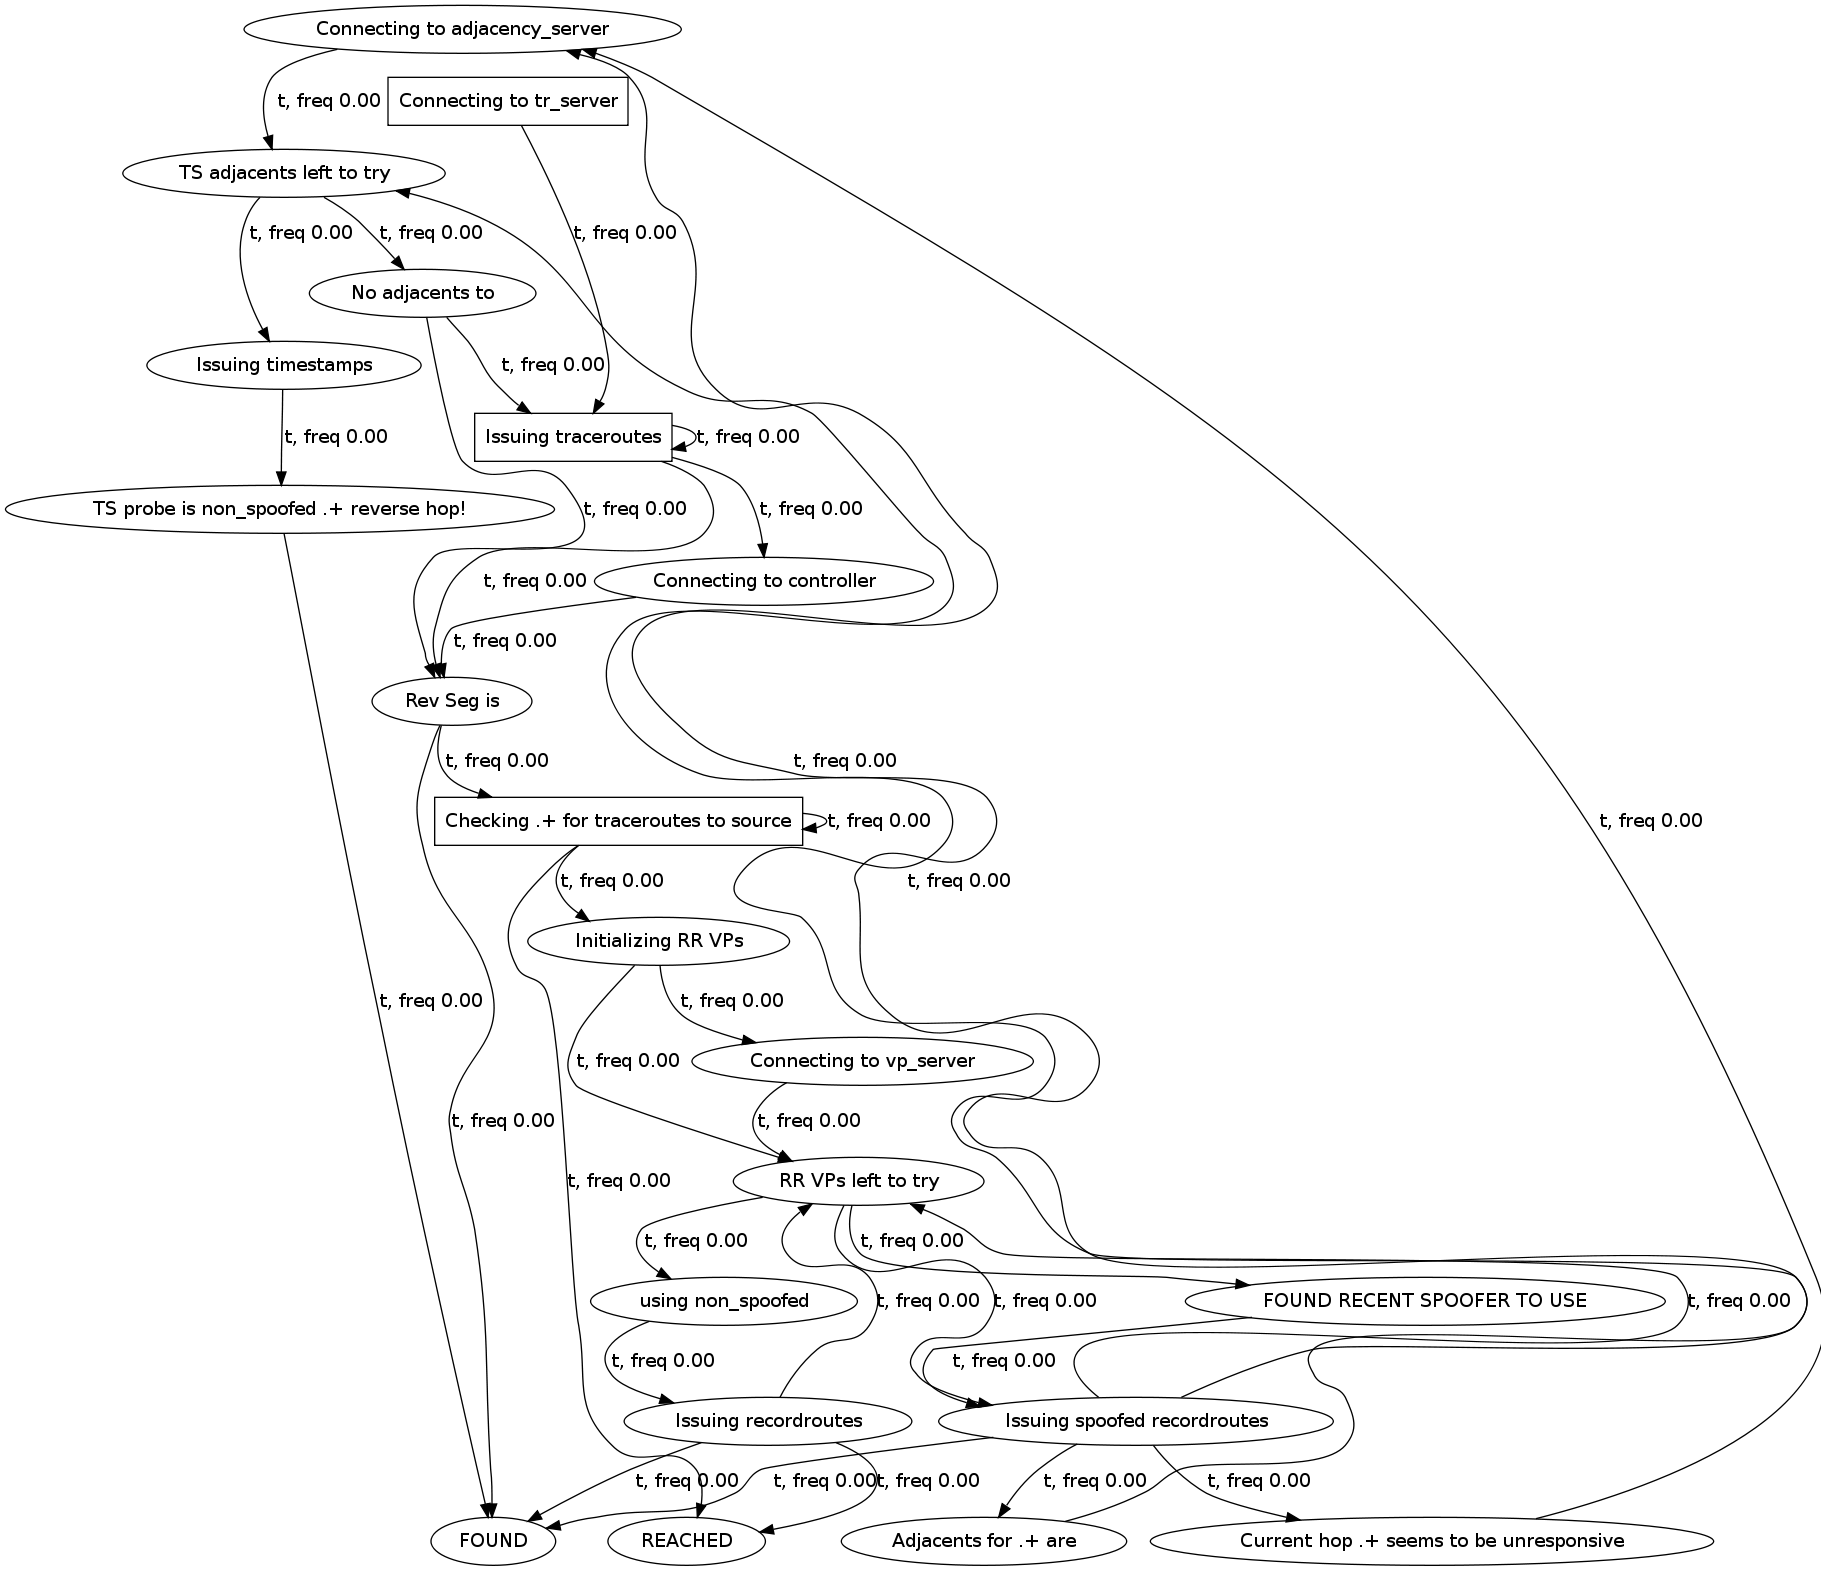 Connecting to adjacency_server
t, freq 0.00
Connecting to tr_server
TS adjacents left to try
t, freq 0.00
t, freq 0.00
t, freq 0.00
No adjacents to
Issuing timestamps
t, freq 0.00
t, freq 0.00
Issuing traceroutes
t, freq 0.00
TS probe is non_spoofed .+ reverse hop!
t, freq 0.00
t, freq 0.00
t, freq 0.00
Connecting to controller
t, freq 0.00
Rev Seg is
t, freq 0.00
t, freq 0.00
Checking .+ for traceroutes to source
t, freq 0.00
t, freq 0.00
t, freq 0.00
t, freq 0.00
Initializing RR VPs
t, freq 0.00
t, freq 0.00
t, freq 0.00
Connecting to vp_server
t, freq 0.00
t, freq 0.00
t, freq 0.00
RR VPs left to try
t, freq 0.00
t, freq 0.00
using non_spoofed
t, freq 0.00
t, freq 0.00
FOUND RECENT SPOOFER TO USE
t, freq 0.00
t, freq 0.00
t, freq 0.00
Issuing recordroutes
Issuing spoofed recordroutes
t, freq 0.00
t, freq 0.00
t, freq 0.00
t, freq 0.00
t, freq 0.00
FOUND
REACHED
Adjacents for .+ are
Current hop .+ seems to be unresponsive